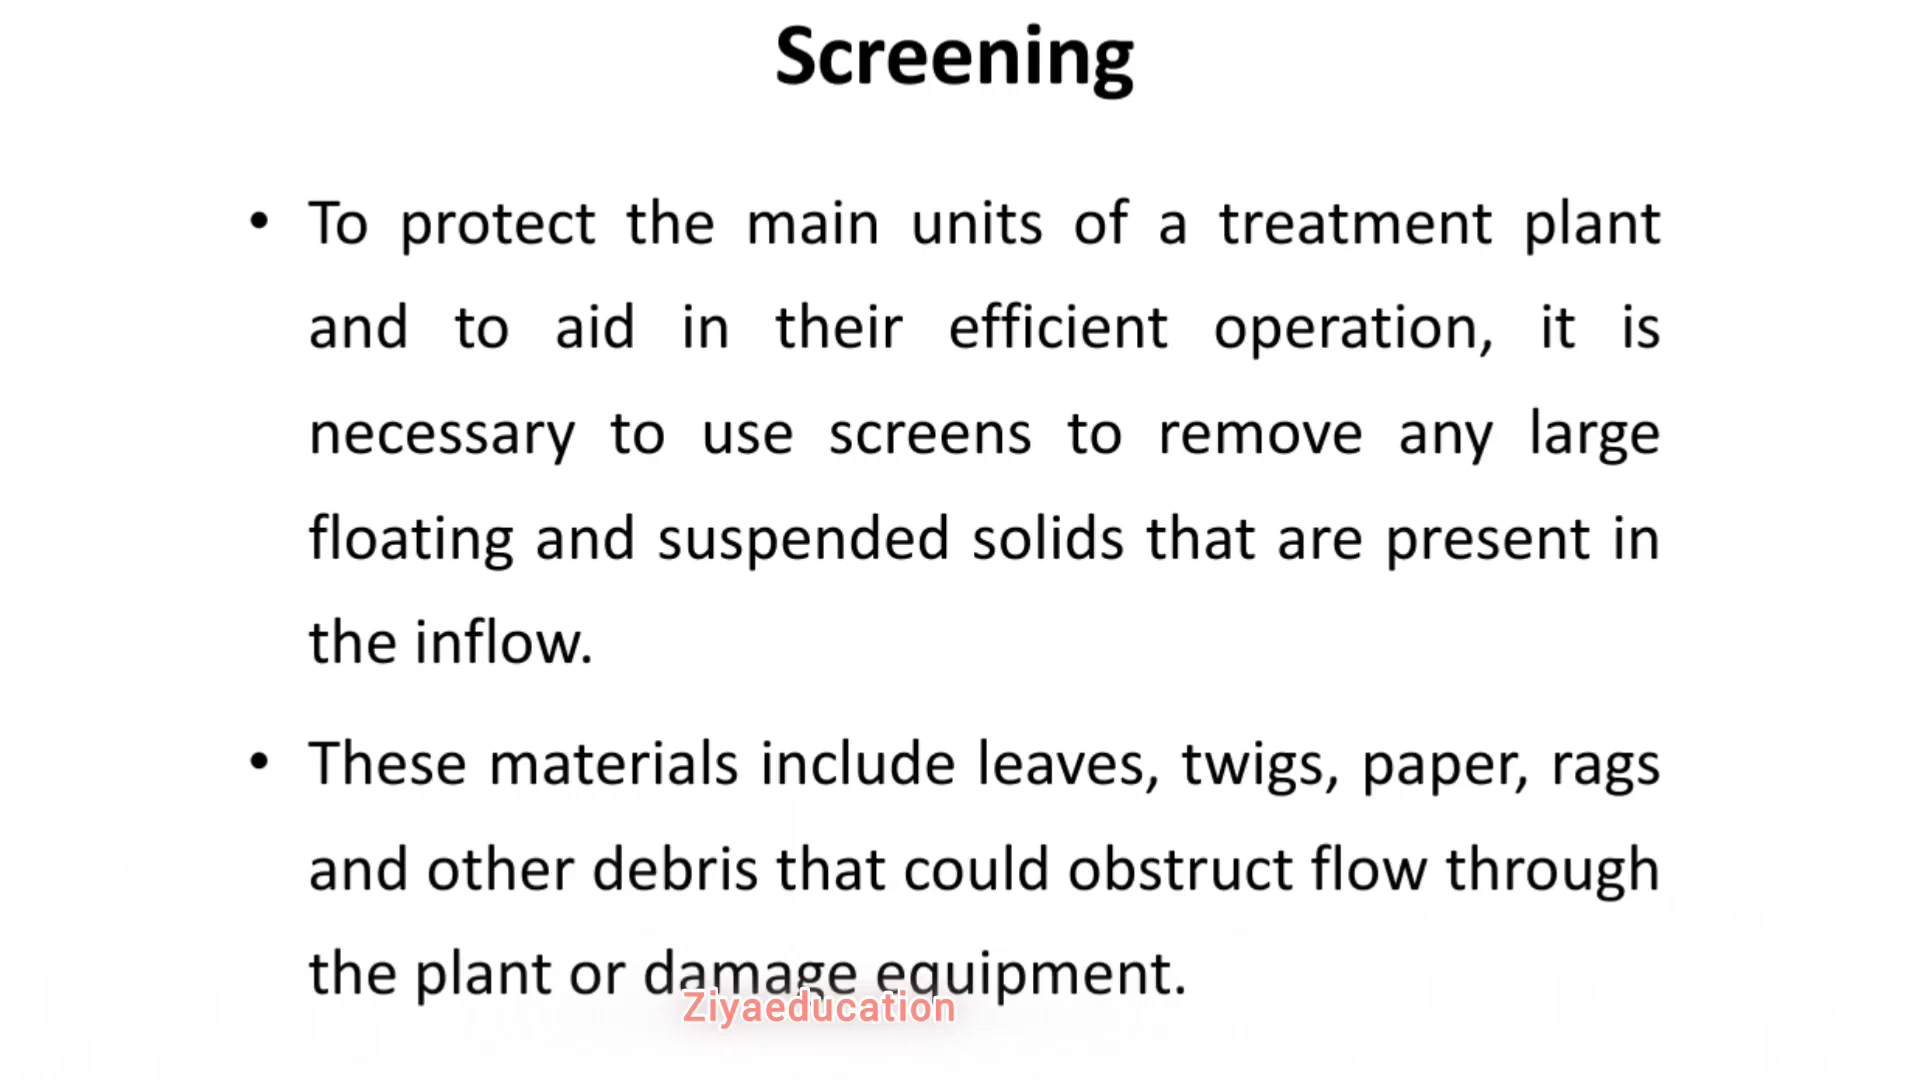 Screening
• To protect the main units of a treatment plant
and to aid in their efficient operation, it is
necessary to use screens to remove any large
floating and suspended solids that are present in
the inflow.
• These materials include leaves, twigs, paper, rags
and other debris that could obstruct flow through
the plant or damage equipment.
Ziyaeducation